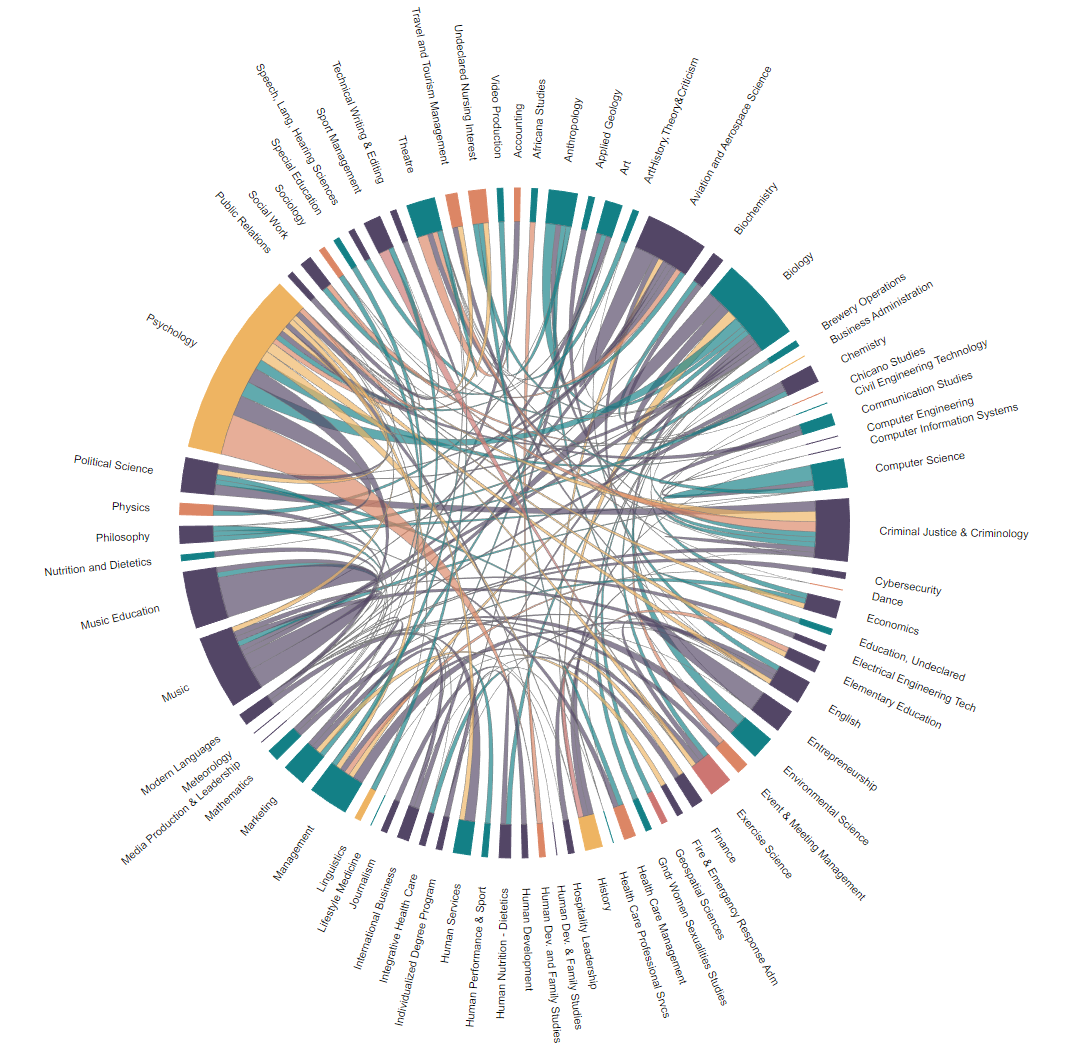 Accounting
Africana Studies
Anthropology
Applied Geology
Art
ArtHistory,Theory&Criticism
Aviation and Aerospace Science
Biochemistry
Biology
Brewery Operations
Business Administration
Chemistry
Chicano Studies
Civil Engineering Technology
Communication Studies
Computer Engineering
Computer Information Systems
Computer Science
Criminal Justice & Criminology
Cybersecurity
Dance
Economics
Education, Undeclared
Electrical Engineering Tech
Elementary Education
English
Entrepreneurship
Environmental Science
Event & Meeting Management
Exercise Science
Finance
Fire & Emergency Response Adm
Geospatial Sciences
Gndr Women Sexualities Studies
Health Care Management
Health Care Professional Srvcs
History
Hospitality Leadership
Human Dev. & Family Studies
Human Dev. and Family Studies
Human Development
Human Nutrition - Dietetics
Human Performance & Sport
Human Services
Individualized Degree Program
Integrative Health Care
International Business
Journalism
Lifestyle Medicine
Linguistics
Management
Marketing
Mathematics
Media Production & Leadership
Meteorology
Modern Languages
Music
Music Education
Nutrition and Dietetics
Philosophy
Physics
Political Science
Psychology
Public Relations
Social Work
Sociology
Special Education
Speech, Lang, Hearing Sciences
Sport Management
Technical Writing & Editing
Theatre
Travel and Tourism Management
Undeclared Nursing Interest
Video Production